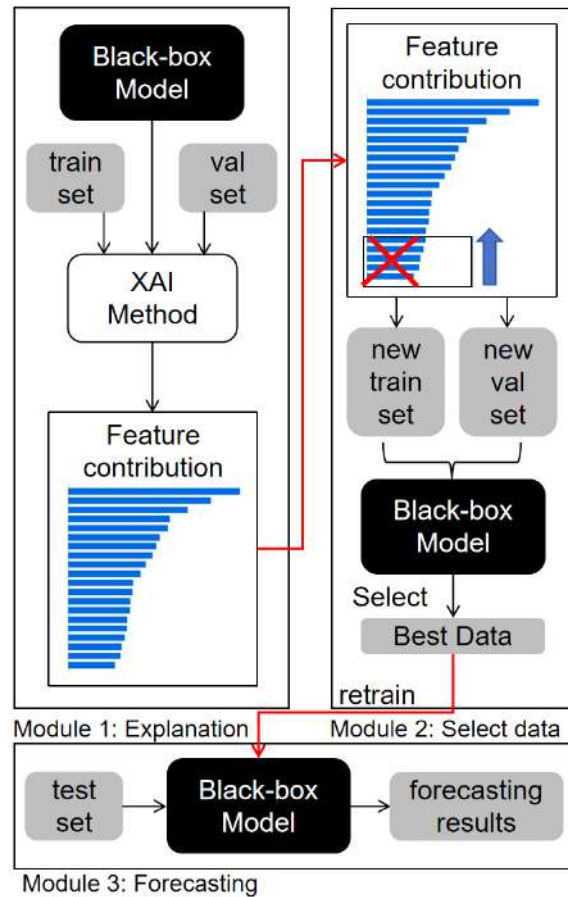 Black-box
Model
train
set
val
set
XAI
Method
Feature
contribution
Module 1: Explanation
Feature
contribution
new
train
set
new
val
set
Black-box
Model
Select
Best Data
retrain
Module 2: Select data
test
set
Black-box
Model
forecasting
results
Module 3: Forecasting